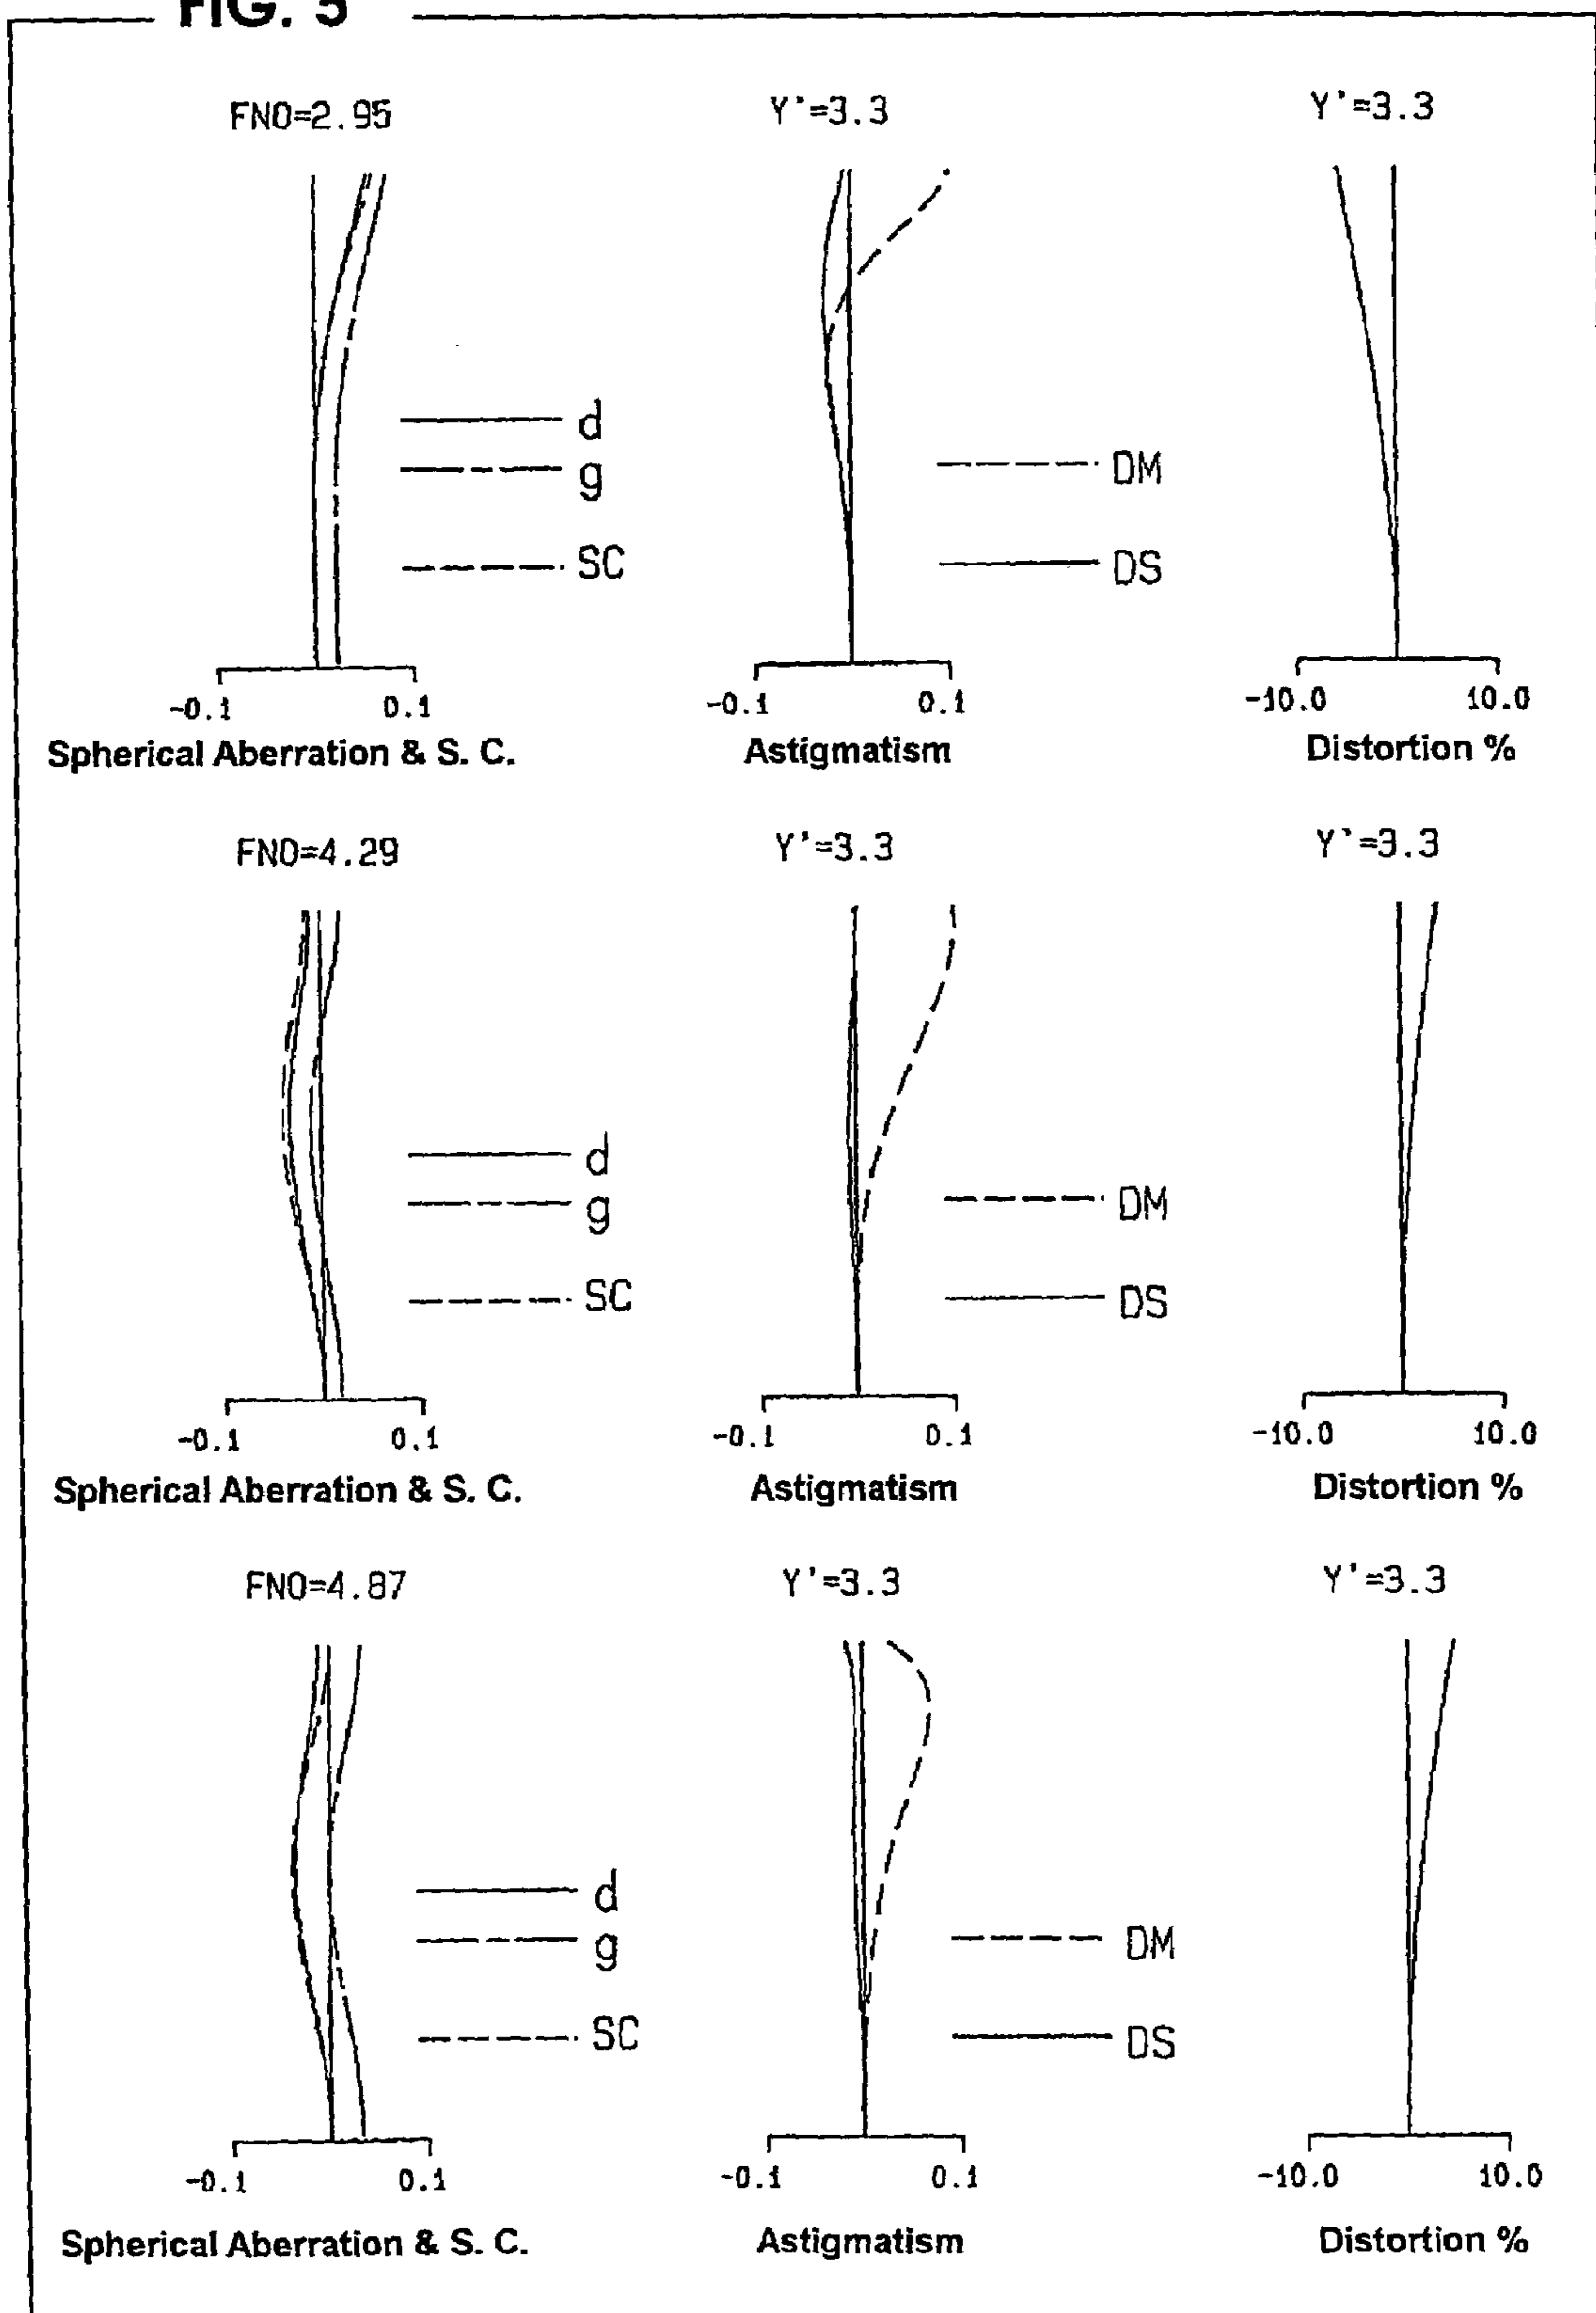 FIG. 5
FNO=2.95
Y'=3.3
Y'=3.3
d
g
SC
DM
DS
-0.1 0.1
-0.1 0.1
-10.0 10.0
Spherical Aberration & S. C.
Astigmatism
Distortion %
FNO=4.29
Y'=3.3
Y'=3.3
d
g
SC
DM
DS
-0.1 0.1
-0.1 0.1
-10.0 10.0
Spherical Aberration & S. C.
Astigmatism
Distortion %
FNO=4.87
Y'=3.3
Y'=3.3
d
g
SC
DM
DS
-0.1 0.1
-0.1 0.1
-10.0 10.0
Spherical Aberration & S. C.
Astigmatism
Distortion %